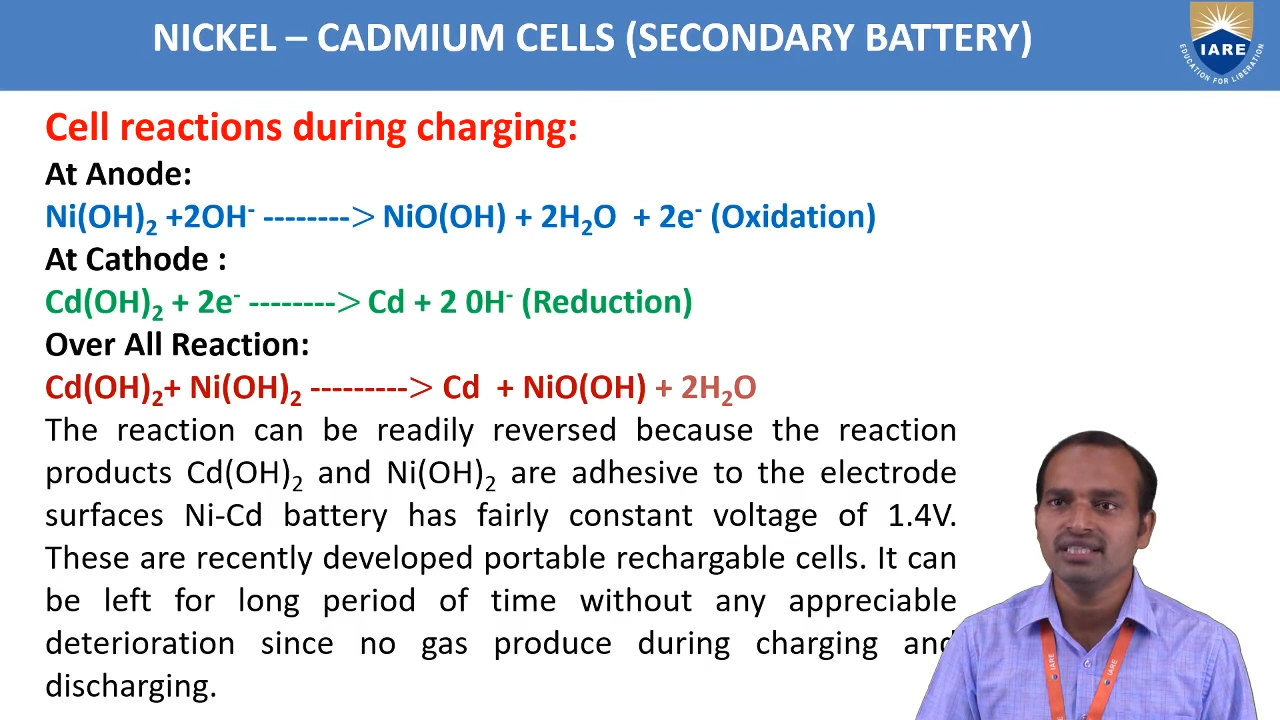 NICKEL – CADMIUM CELLS (SECONDARY BATTERY)
IARE
EDUCATION FOR LIBERATION
Cell reactions during charging:
At Anode:
Ni(OH)₂ +2OH⁻ --------> NiO(OH) + 2H₂O + 2e⁻ (Oxidation)
At Cathode :
Cd(OH)₂ + 2e⁻ --------> Cd + 2 0H⁻ (Reduction)
Over All Reaction:
Cd(OH)₂+ Ni(OH)₂ ---------> Cd + NiO(OH) + 2H₂O
The reaction can be readily reversed because the reaction
products Cd(OH)₂ and Ni(OH)₂ are adhesive to the electrode
surfaces Ni-Cd battery has fairly constant voltage of 1.4V.
These are recently developed portable rechargable cells. It can
be left for long period of time without any appreciable
deterioration since no gas produce during charging and
discharging.
IARE
IARE